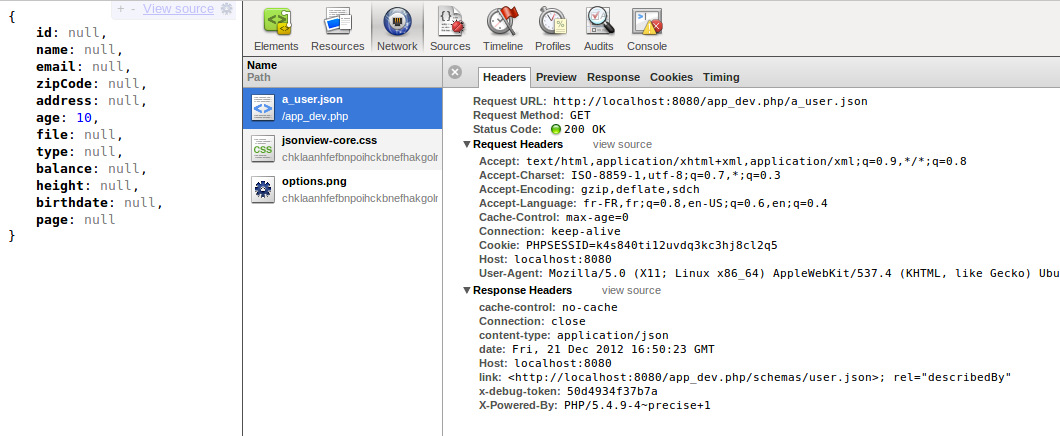 + - View source
{
id: null,
name: null,
email: null,
zipCode: null,
address: null,
age: 10,
file: null,
type: null,
balance: null,
height: null,
birthdate: null,
page: null
}
Elements Resources Network Sources Timeline Profiles Audits Console
Name
Path
a_user.json
/app_dev.php
jsonview-core.css
chklaanhfefbnpoihckbnefhakgolr
options.png
chklaanhfefbnpoihckbnefhakgolr
Headers Preview Response Cookies Timing
Request URL: http://localhost:8080/app_dev.php/a_user.json
Request Method: GET
Status Code: 200 OK
Request Headers view source
Accept: text/html,application/xhtml+xml,application/xml;q=0.9,*/*;q=0.8
Accept-Charset: ISO-8859-1,utf-8;q=0.7,*;q=0.3
Accept-Encoding: gzip,deflate,sdch
Accept-Language: fr-FR,fr;q=0.8,en-US;q=0.6,en;q=0.4
Cache-Control: max-age=0
Connection: keep-alive
Cookie: PHPSESSID=k4s840ti12uvdq3kc3hj8cl2q5
Host: localhost:8080
User-Agent: Mozilla/5.0 (X11; Linux x86_64) AppleWebKit/537.4 (KHTML, like Gecko) Ubu
Response Headers view source
cache-control: no-cache
Connection: close
content-type: application/json
date: Fri, 21 Dec 2012 16:50:23 GMT
Host: localhost:8080
link: <http://localhost:8080/app_dev.php/schemas/user.json>; rel="describedBy"
x-debug-token: 50d4934f37b7a
X-Powered-By: PHP/5.4.9-4~precise+1